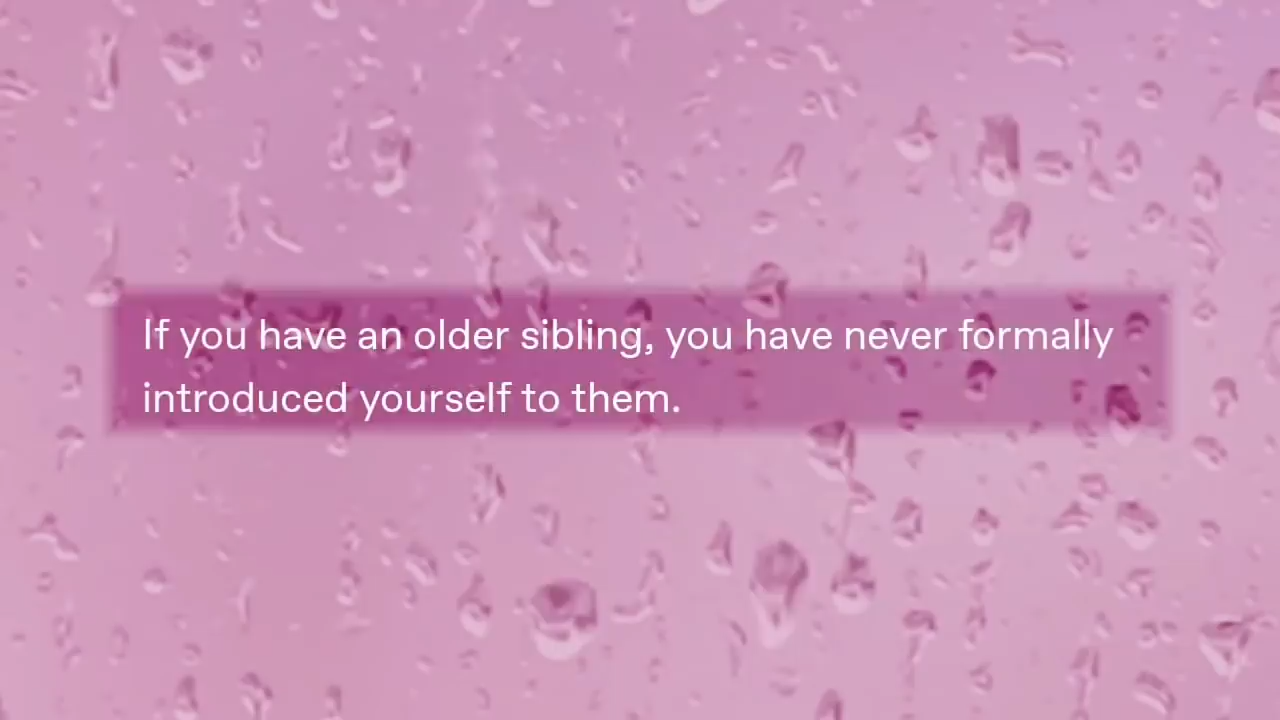 If you have an older sibling, you have never formally
introduced yourself to them.